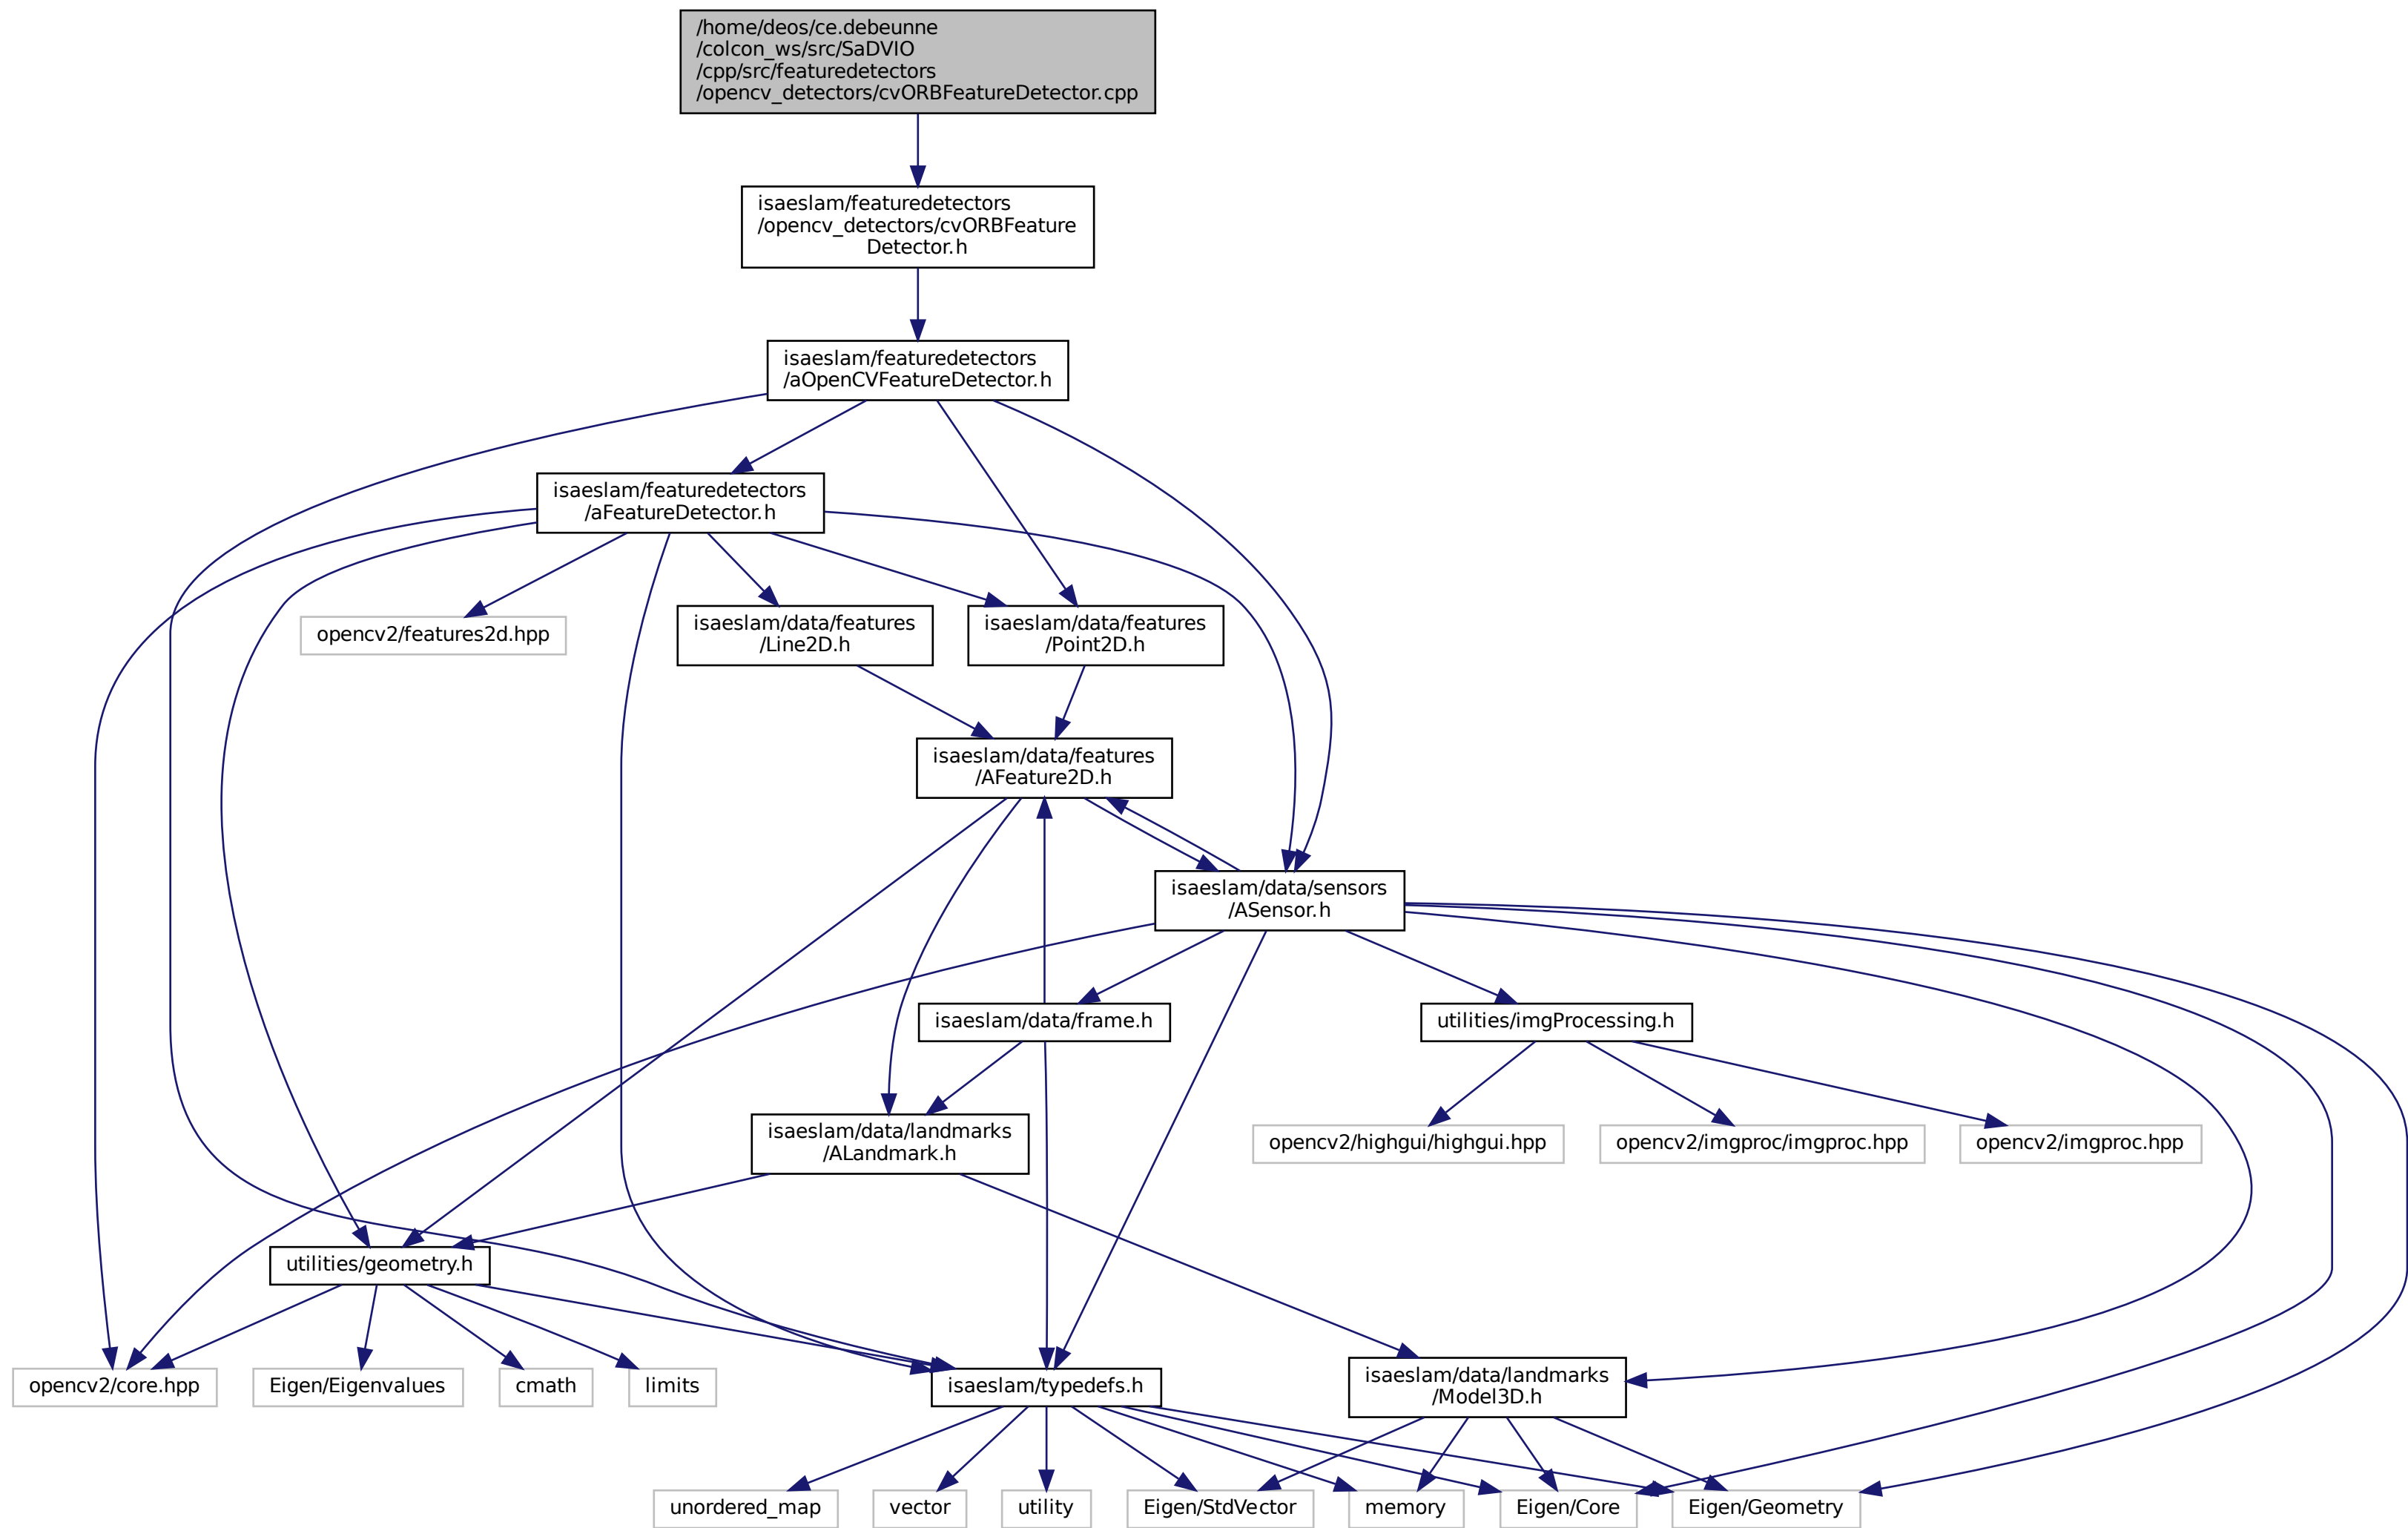 /home/deos/ce.debeunne
/colcon_ws/src/SaDVIO
/cpp/src/featuredetectors
/opencv_detectors/cvORBFeatureDetector.cpp
isaeslam/featuredetectors
/opencv_detectors/cvORBFeature
Detector.h
isaeslam/featuredetectors
/aOpenCVFeatureDetector.h
isaeslam/featuredetectors
/aFeatureDetector.h
opencv2/features2d.hpp
isaeslam/data/features
/Line2D.h
isaeslam/data/features
/Point2D.h
isaeslam/data/features
/AFeature2D.h
isaeslam/data/sensors
/ASensor.h
isaeslam/data/frame.h
utilities/imgProcessing.h
isaeslam/data/landmarks
/ALandmark.h
opencv2/highgui/highgui.hpp
opencv2/imgproc/imgproc.hpp
opencv2/imgproc.hpp
utilities/geometry.h
opencv2/core.hpp
Eigen/Eigenvalues
cmath
limits
isaeslam/typedefs.h
isaeslam/data/landmarks
/Model3D.h
unordered_map
vector
utility
Eigen/StdVector
memory
Eigen/Core
Eigen/Geometry